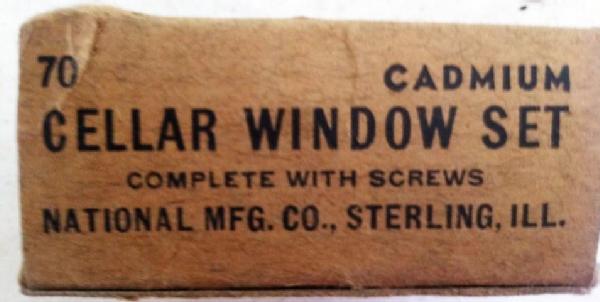 70 CADMIUM
CELLAR WINDOW SET
COMPLETE WITH SCREWS
NATIONAL MFG. CO., STERLING, ILL.